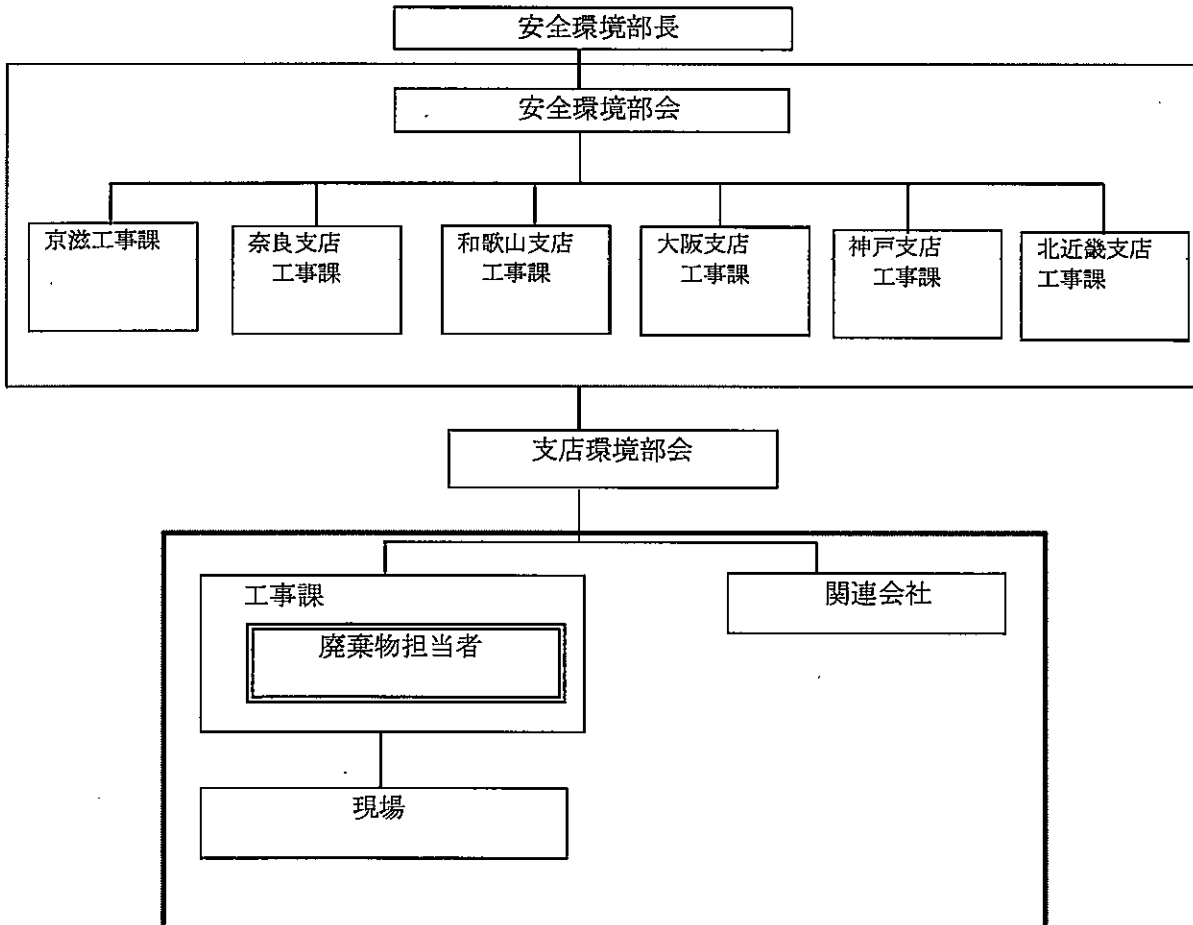 安全環境部長
安全環境部会
京滋工事課
奈良支店
工事課
和歌山支店
工事課
大阪支店
工事課
神戸支店
工事課
北近畿支店
工事課
支店環境部会
工事課
廃棄物担当者
関連会社
現場